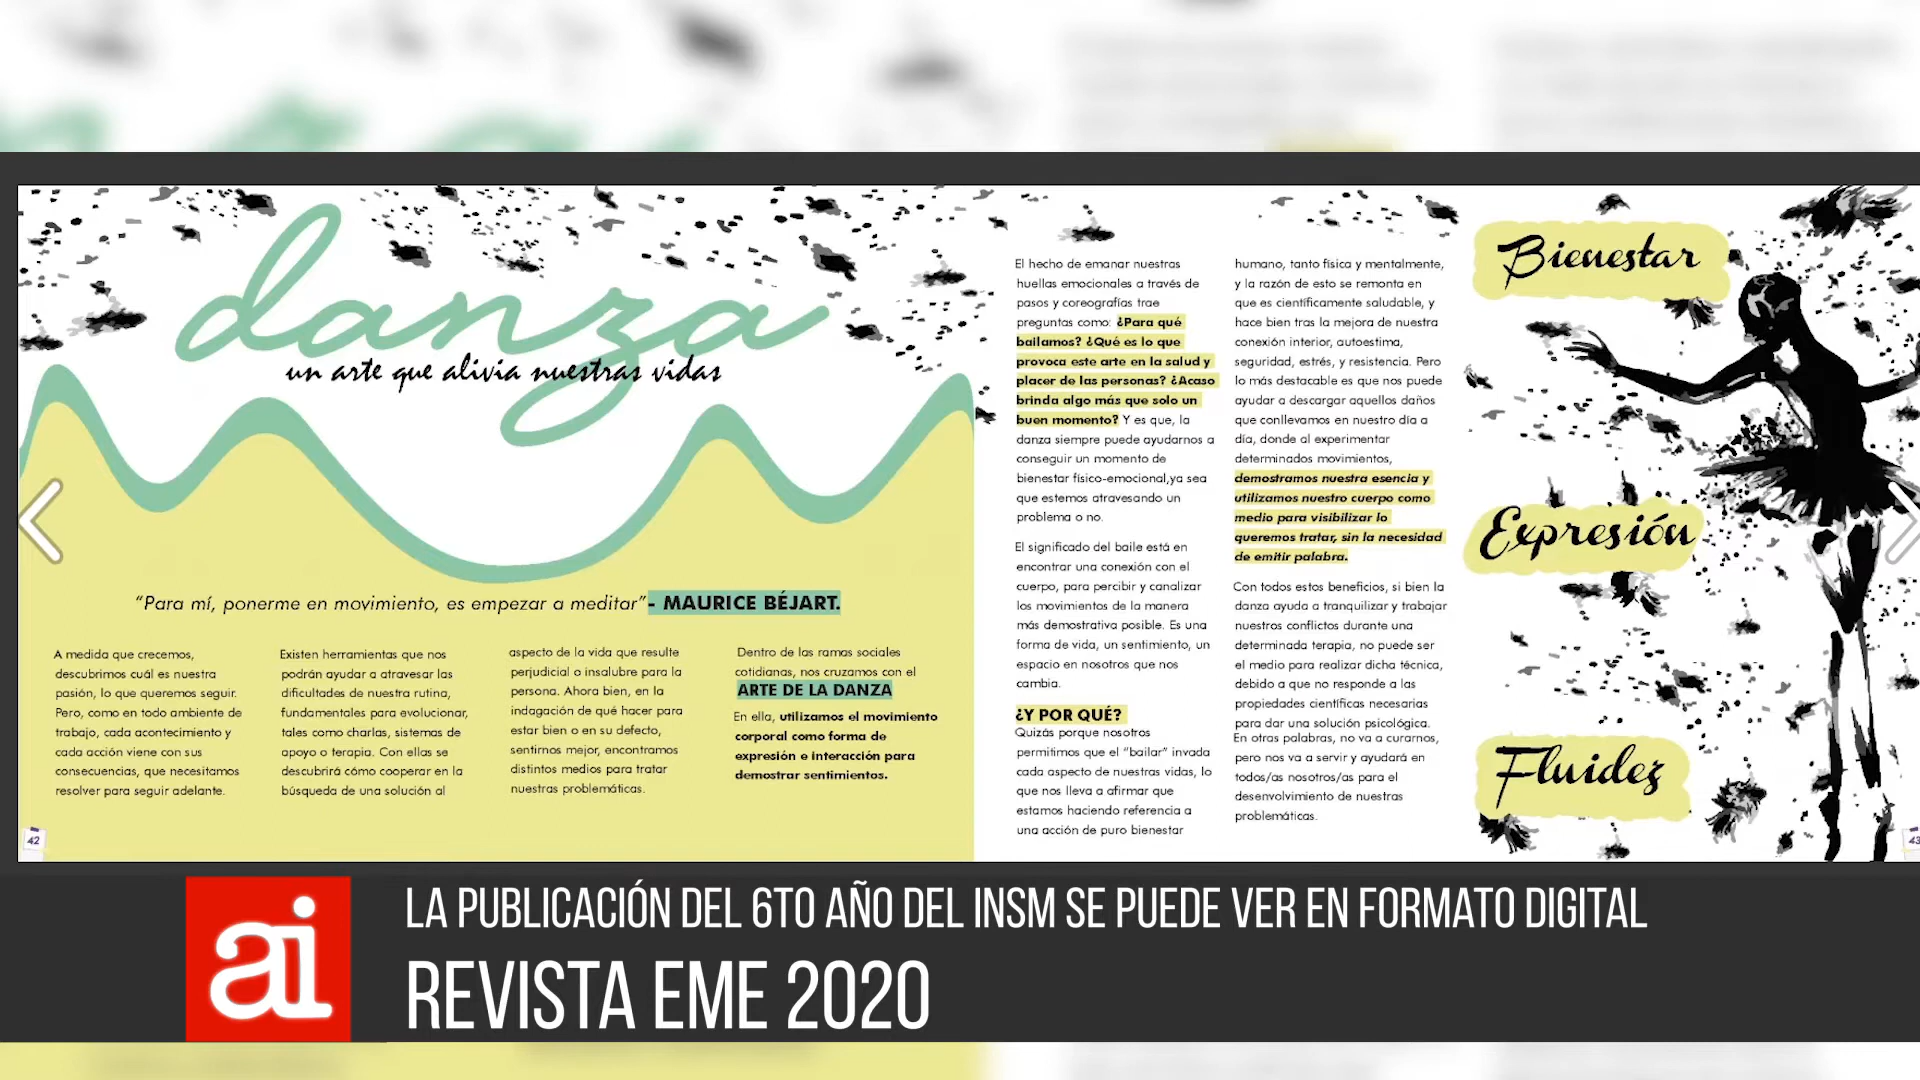 danza
un arte que alivia nuestras vidas
“Para mí, ponerme en movimiento, es empezar a meditar”- MAURICE BÉJART.
A medida que crecemos,
descubrimos cuál es nuestra
pasión, lo que queremos seguir.
Pero, como en todo ambiente de
trabajo, cada acontecimiento y
cada acción viene con sus
consecuencias, que necesitamos
resolver para seguir adelante.
Existen herramientas que nos
podrán ayudar a atravesar las
dificultades de nuestra rutina,
fundamentales para evolucionar,
tales como charlas, sistemas de
apoyo o terapia. Con ellas se
descubrirá cómo cooperar en la
búsqueda de una solución al
aspecto de la vida que resulte
perjudicial o insalubre para la
persona. Ahora bien, en la
indagación de qué hacer para
estar bien o en su defecto,
sentirnos mejor, encontramos
distintos medios para tratar
nuestras problemáticas.
Dentro de las ramas sociales
cotidianas, nos cruzamos con el
ARTE DE LA DANZA
En ella, utilizamos el movimiento
corporal como forma de
expresión e interacción para
demostrar sentimientos.
42
El hecho de emanar nuestras
huellas emocionales a través de
pasos y coreografías trae
preguntas como: ¿Para qué
bailamos? ¿Qué es lo que
provoca este arte en la salud y
placer de las personas? ¿Acaso
brinda algo más que solo un
buen momento? Y es que, la
danza siempre puede ayudarnos a
conseguir un momento de
bienestar físico-emocional,ya sea
que estemos atravesando un
problema o no.
El significado del baile está en
encontrar una conexión con el
cuerpo, para percibir y canalizar
los movimientos de la manera
más demostrativa posible. Es una
forma de vida, un sentimiento, un
espacio en nosotros que nos
cambia.
¿Y POR QUÉ?
Quizás porque nosotros
permitimos que el “bailar” invada
cada aspecto de nuestras vidas, lo
que nos lleva a afirmar que
estamos haciendo referencia a
una acción de puro bienestar
humano, tanto física y mentalmente,
y la razón de esto se remonta en
que es científicamente saludable, y
hace bien tras la mejora de nuestra
conexión interior, autoestima,
seguridad, estrés, y resistencia. Pero
lo más destacable es que nos puede
ayudar a descargar aquellos daños
que conllevamos en nuestro día a
día, donde al experimentar
determinados movimientos,
demostramos nuestra esencia y
utilizamos nuestro cuerpo como
medio para visibilizar lo
queremos tratar, sin la necesidad
de emitir palabra.
Con todos estos beneficios, si bien la
danza ayuda a tranquilizar y trabajar
nuestros conflictos durante una
determinada terapia, no puede ser
el medio para realizar dicha técnica,
debido a que no responde a las
propiedades científicas necesarias
para dar una solución psicológica.
En otras palabras, no va a curarnos,
pero nos va a servir y ayudará en
todos/as nosotros/as para el
desenvolvimiento de nuestras
problemáticas.
Bienestar
Expresión
Fluidez
43
ai
LA PUBLICACIÓN DEL 6TO AÑO DEL INSM SE PUEDE VER EN FORMATO DIGITAL
REVISTA EME 2020